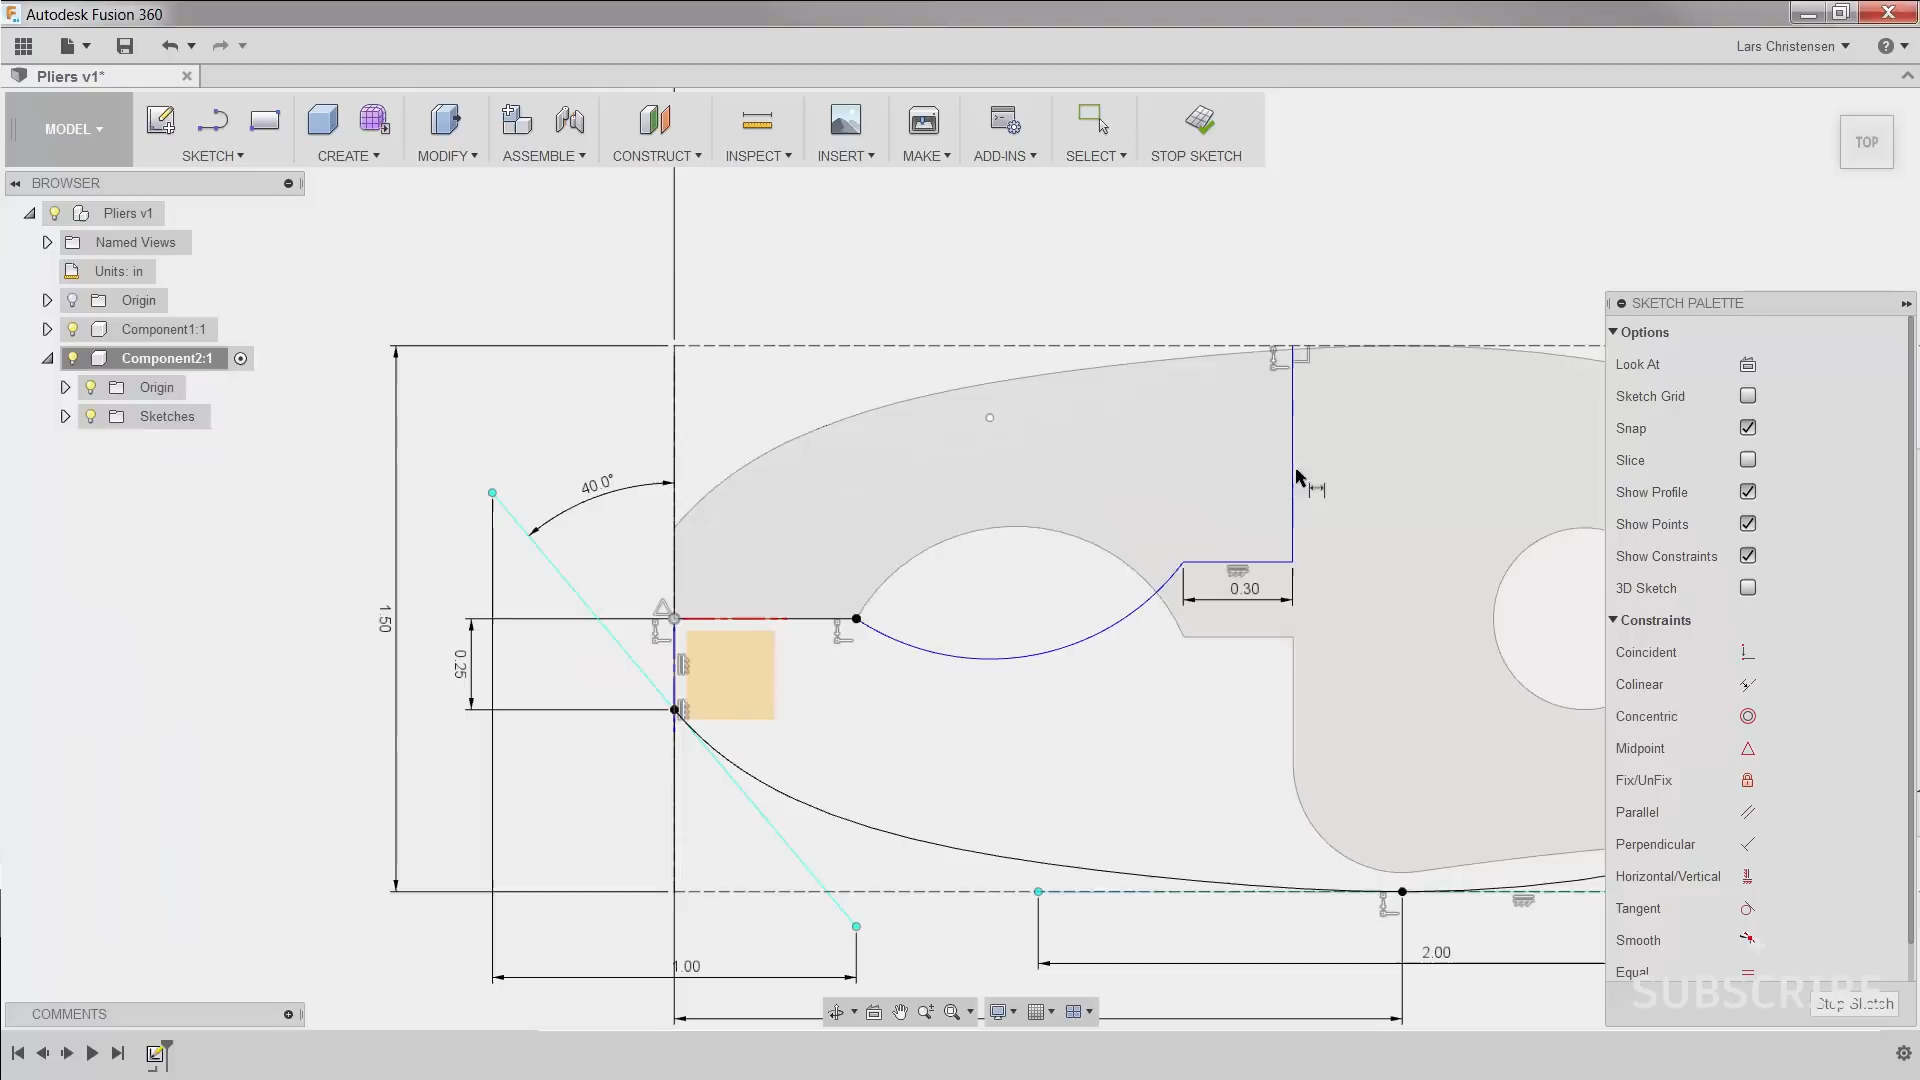 Autodesk Fusion 360
Lars Christensen
Pliers v1*
MODEL
SKETCH
CREATE
MODIFY
ASSEMBLE
CONSTRUCT
INSPECT
INSERT
MAKE
ADD-INS
SELECT
STOP SKETCH
TOP
BROWSER
Pliers v1
Named Views
Units: in
Origin
Component1:1
Component2:1
Origin
Sketches
40.0°
1.50
0.25
0.30
1.00
2.00
SKETCH PALETTE
Options
Look At
Sketch Grid
Snap
Slice
Show Profile
Show Points
Show Constraints
3D Sketch
Constraints
Coincident
Colinear
Concentric
Midpoint
Fix/UnFix
Parallel
Perpendicular
Horizontal/Vertical
Tangent
Smooth
Equal
SUBSCRIBE
Stop Sketch
COMMENTS